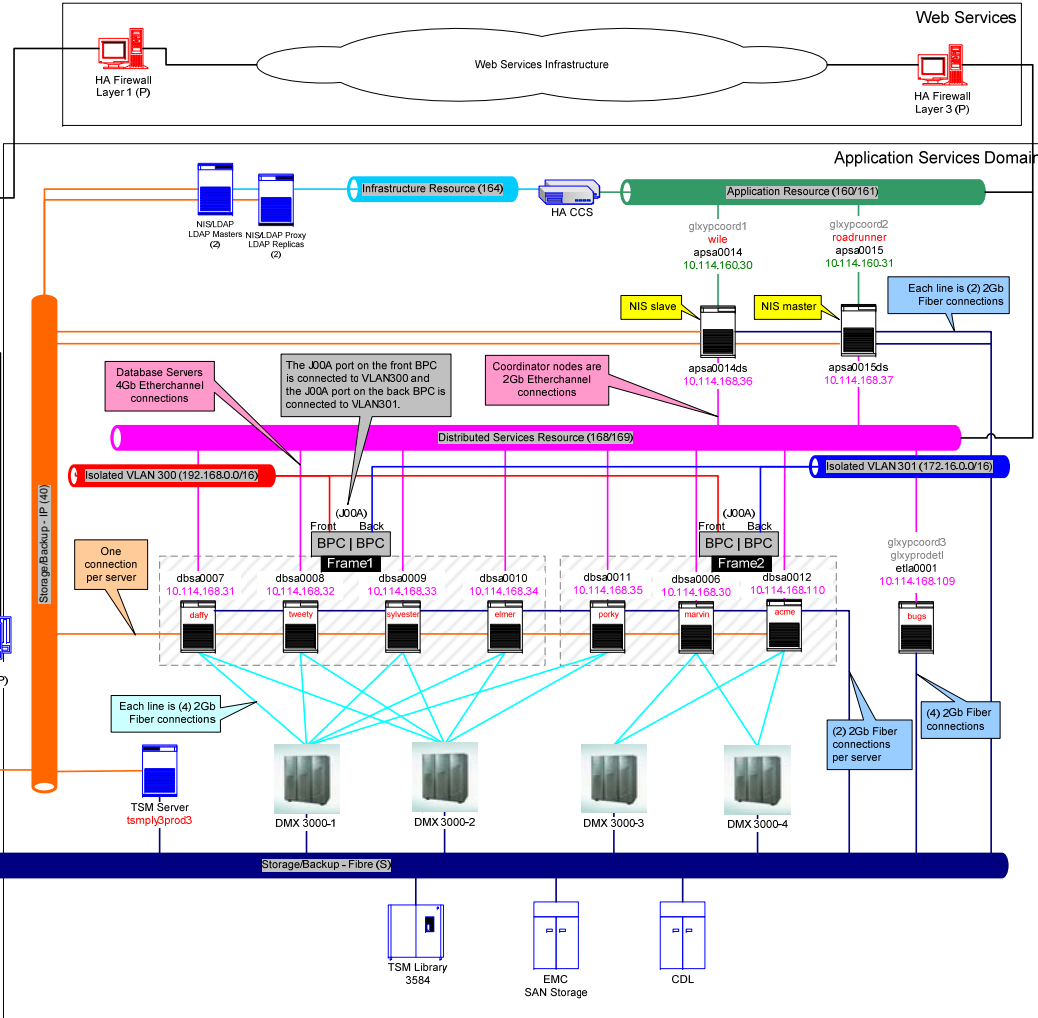 Web Services
HA Firewall
Layer 1 (P)
Web Services Infrastructure
HA Firewall
Layer 3 (P)
Application Services Domain
NIS/LDAP
LDAP Masters
(2)
NIS/LDAP Proxy
LDAP Replicas
(2)
Infrastructure Resource (164)
HA CCS
Application Resource (160/161)
glxypcoord1
wile
apsa0014
10.114.160.30
glxypcoord2
roadrunner
apsa0015
10.114.160.31
Each line is (2) 2Gb
Fiber connections
NIS slave
NIS master
apsa0014ds
10.114.168.36
apsa0015ds
10.114.168.37
Database Servers
4Gb Etherchannel
connections
The J00A port on the front BPC
is connected to VLAN300 and
the J00A port on the back BPC is
connected to VLAN301.
Coordinator nodes are
2Gb Etherchannel
connections
Distributed Services Resource (168/169)
Isolated VLAN 300 (192.168.0.0/16)
Isolated VLAN 301 (172.16.0.0/16)
Storage/Backup - IP (40)
(J00A)
Front Back
BPC | BPC
Frame1
(J00A)
Front Back
BPC | BPC
Frame2
One
connection
per server
dbsa0007
10.114.168.31
daffy
dbsa0008
10.114.168.32
tweety
dbsa0009
10.114.168.33
sylvester
dbsa0010
10.114.168.34
elmer
dbsa0011
10.114.168.35
porky
dbsa0006
10.114.168.30
marvin
dbsa0012
10.114.168.110
acme
glxypcoord3
glxyprodetl
etla0001
10.114.168.109
bugs
P)
Each line is (4) 2Gb
Fiber connections
(2) 2Gb Fiber
connections
per server
(4) 2Gb Fiber
connections
TSM Server
tsmply3prod3
DMX 3000-1
DMX 3000-2
DMX 3000-3
DMX 3000-4
Storage/Backup - Fibre (S)
TSM Library
3584
EMC
SAN Storage
CDL